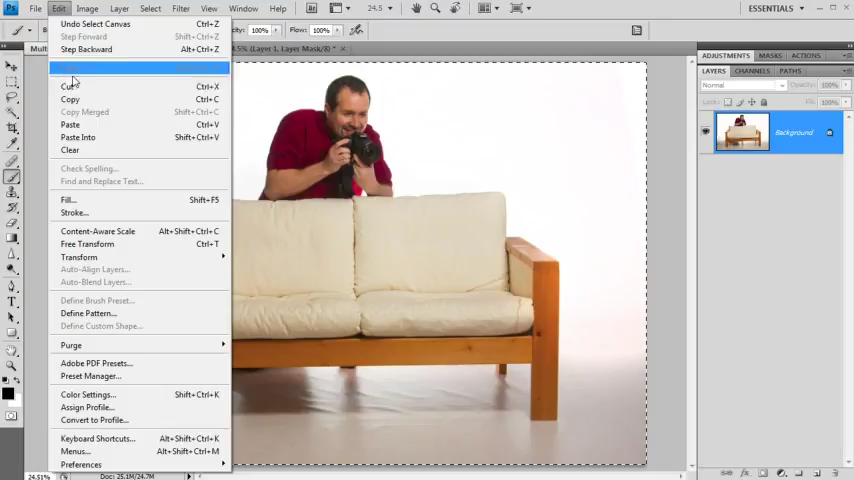 Ps File Edit Image Layer Select Filter View Window Help Br 24.5 ESSENTIALS
100% Flow: 100%
Mult 24.5% (Layer 1, Layer Mask/8) * ×
Undo Select Canvas Ctrl+Z
Step Forward Shift+Ctrl+Z
Step Backward Alt+Ctrl+Z
Cut Ctrl+X
Copy Ctrl+C
Copy Merged Shift+Ctrl+C
Paste Ctrl+V
Paste Into Shift+Ctrl+V
Clear
Check Spelling...
Find and Replace Text...
Fill... Shift+F5
Stroke...
Content-Aware Scale Alt+Shift+Ctrl+C
Free Transform Ctrl+T
Transform
Auto-Align Layers...
Auto-Blend Layers...
Define Brush Preset...
Define Pattern...
Define Custom Shape...
Purge
Adobe PDF Presets...
Preset Manager...
Color Settings... Shift+Ctrl+K
Assign Profile...
Convert to Profile...
Keyboard Shortcuts... Alt+Shift+Ctrl+K
Menus... Alt+Shift+Ctrl+M
Preferences
24.51% Doc: 25.1M/24.7M
ADJUSTMENTS MASKS ACTIONS
LAYERS CHANNELS PATHS
Normal Opacity: 100%
Lock: Fill: 100%
Background